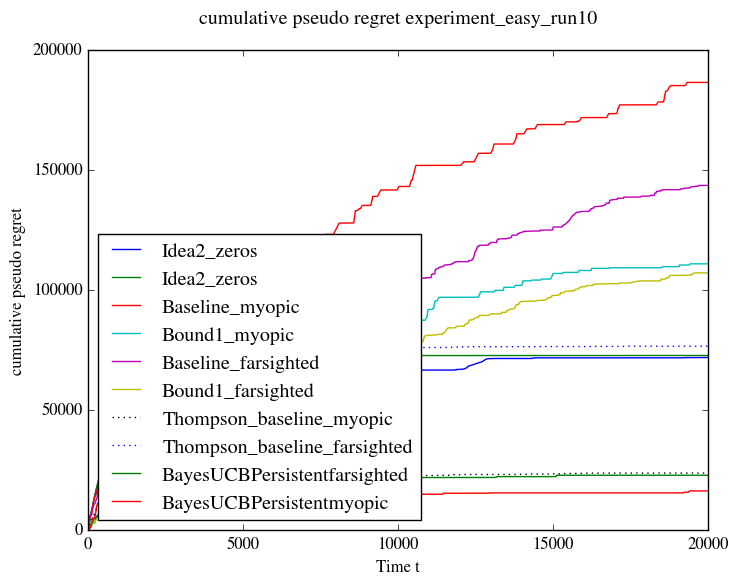 cumulative pseudo regret experiment_easy_run10
200000
150000
100000
50000
0
cumulative pseudo regret
Idea2_zeros
Idea2_zeros
Baseline_myopic
Bound1_myopic
Baseline_farsighted
Bound1_farsighted
Thompson_baseline_myopic
Thompson_baseline_farsighted
BayesUCBPersistentfarsighted
BayesUCBPersistentmyopic
0 5000 10000 15000 20000
Time t